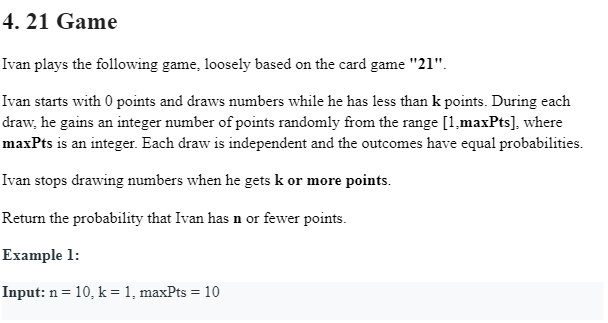 4. 21 Game
Ivan plays the following game, loosely based on the card game "21".
Ivan starts with 0 points and draws numbers while he has less than k points. During each
draw, he gains an integer number of points randomly from the range [1,maxPts], where
maxPts is an integer. Each draw is independent and the outcomes have equal probabilities.
Ivan stops drawing numbers when he gets k or more points.
Return the probability that Ivan has n or fewer points.
Example 1:
Input: n = 10, k = 1, maxPts = 10